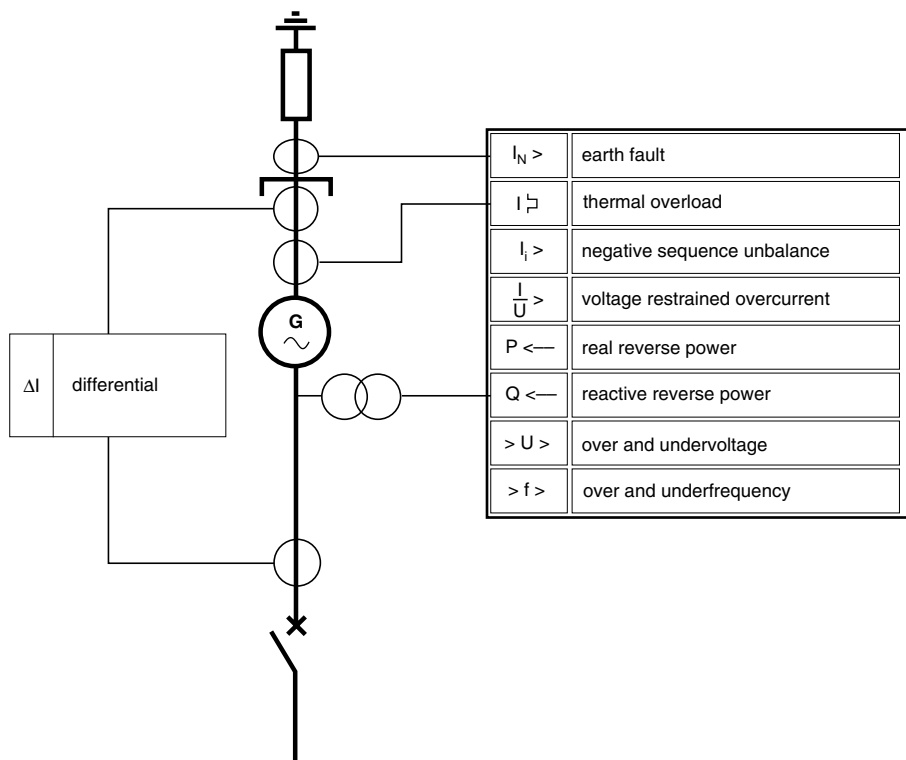 I_N > earth fault
I thermal overload
I_i > negative sequence unbalance
I/U > voltage restrained overcurrent
G
P <— real reverse power
ΔI differential
Q <— reactive reverse power
> U > over and undervoltage
> f > over and underfrequency